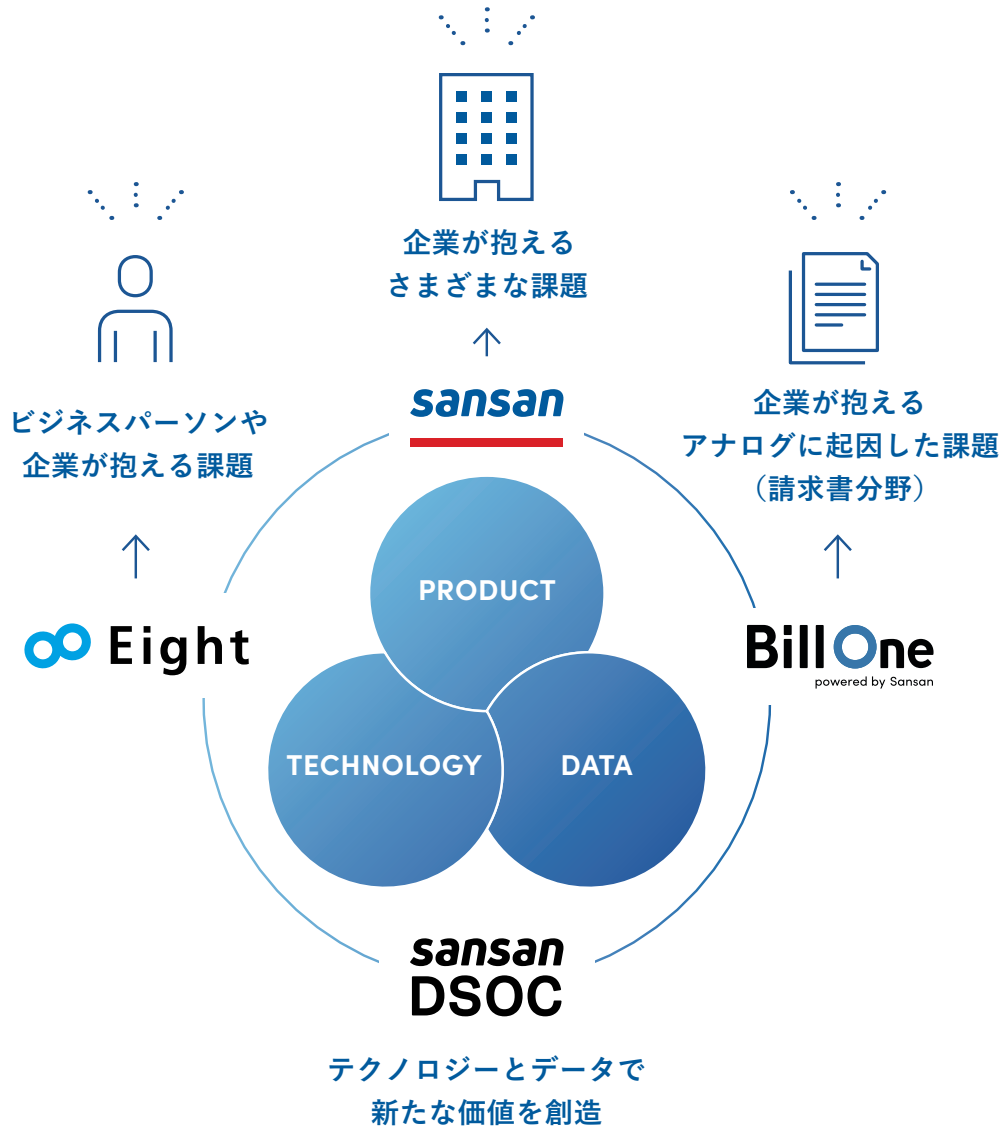 企業が抱える
さまざまな課題
sansan
ビジネスパーソンや
企業が抱える課題
Eight
企業が抱える
アナログに起因した課題
（請求書分野）
Bill One
powered by Sansan
PRODUCT
TECHNOLOGY
DATA
sansan
DSOC
テクノロジーとデータで
新たな価値を創造